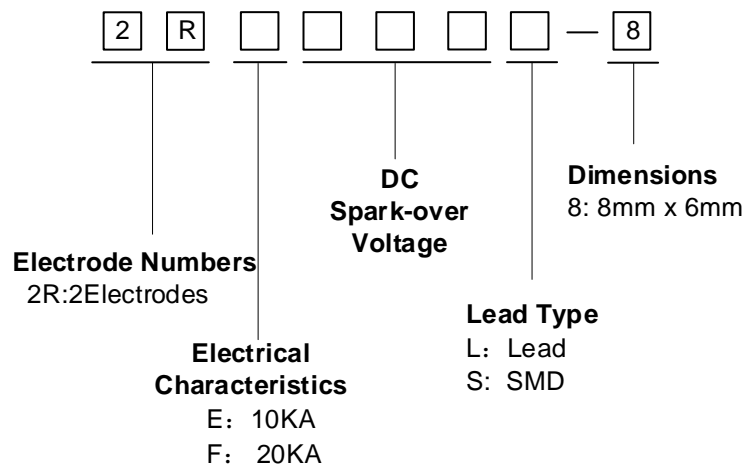 2 R □ □ □ □ □ — 8
DC
Spark-over
Voltage
Dimensions
8: 8mm x 6mm
Electrode Numbers
2R:2Electrodes
Lead Type
L：Lead
S: SMD
Electrical
Characteristics
E：10KA
F：20KA